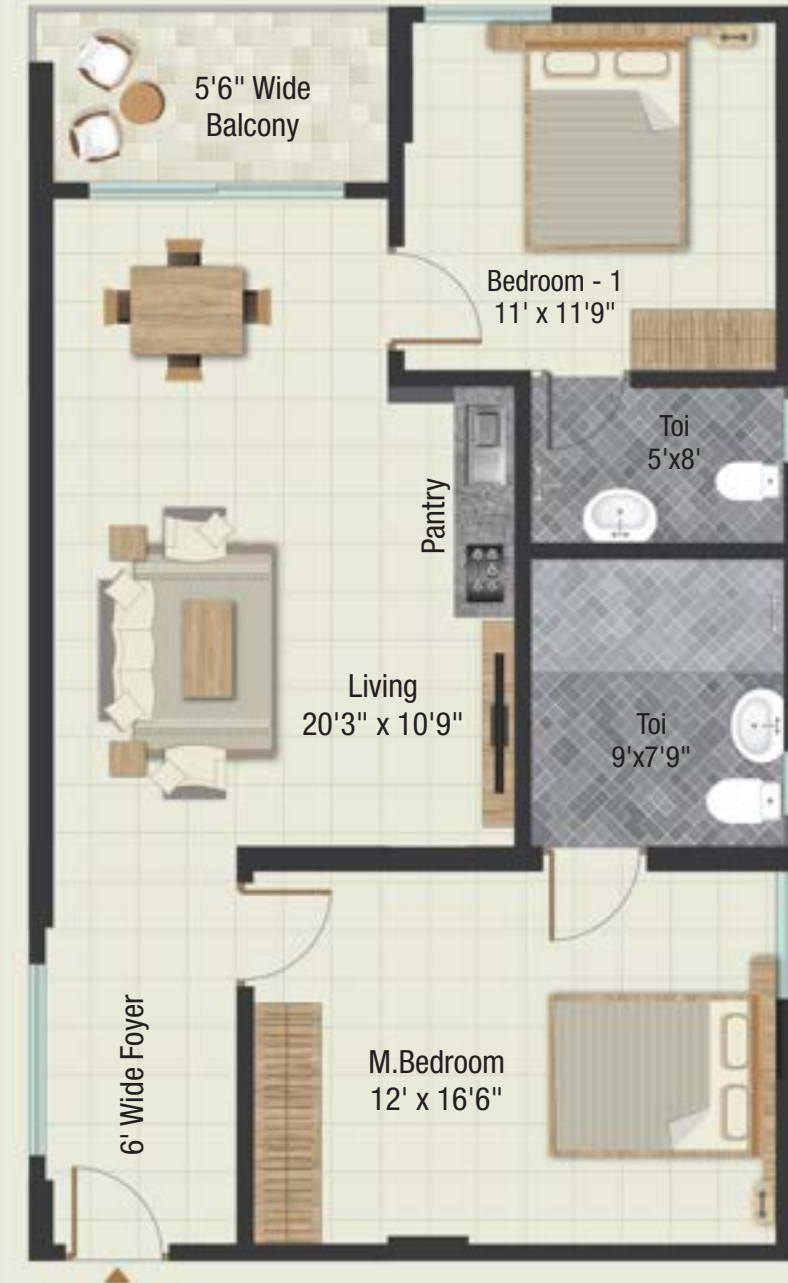 5'6" Wide
Balcony
Bedroom - 1
11' x 11'9"
Toi
5'x8'
Pantry
Living
20'3" x 10'9"
Toi
9'x7'9"
6' Wide Foyer
M.Bedroom
12' x 16'6"